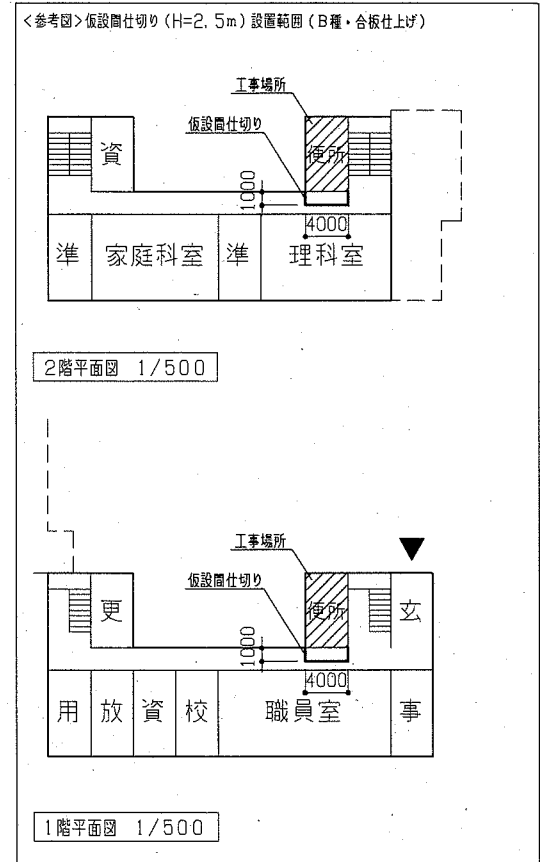 <参考図>仮設間仕切り(H=2,5m)設置範囲(B種・合板仕上げ)
工事場所
仮設間仕切り
資
便所
1000
4000
準
家庭科室
準
理科室
2階平面図 1/500
工事場所
仮設間仕切り
更
便所
玄
1000
4000
用
放
資
校
職員室
事
1階平面図 1/500